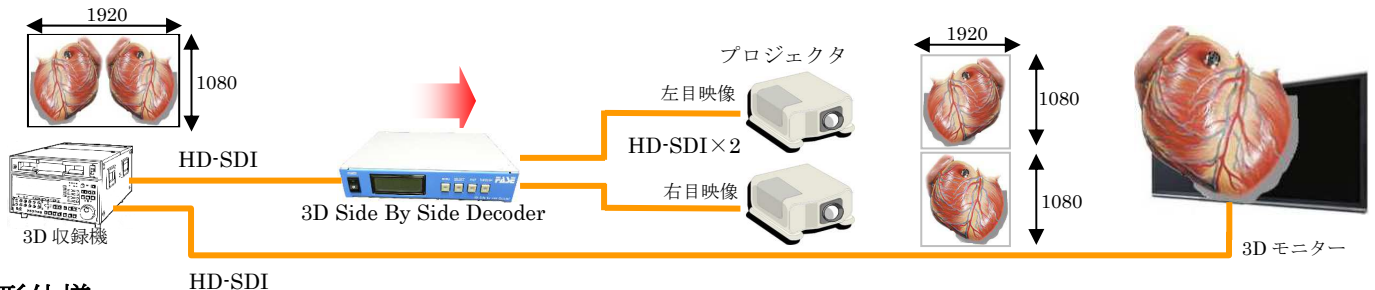 1920
1080
HD-SDI
3D 収録機
HD-SDI
PASE
3D Side By Side Decoder
プロジェクタ
左目映像
HD-SDI×2
右目映像
1920
1080
1080
3D モニター